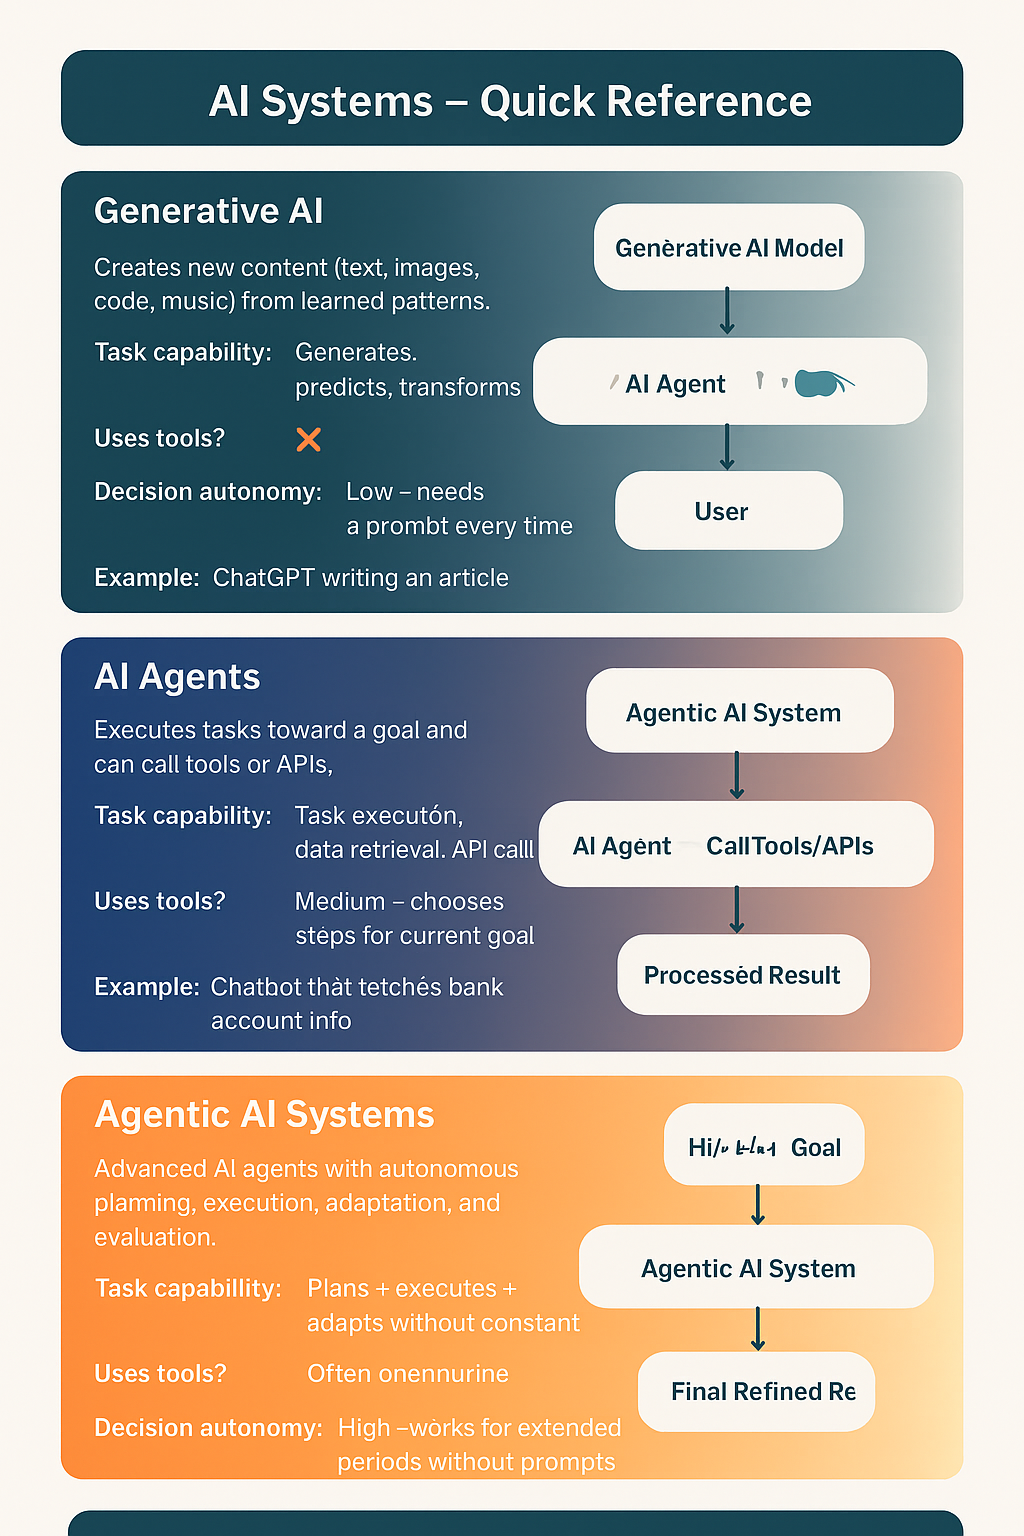 AI Systems – Quick Reference
Generative AI
Creates new content (text, images,
code, music) from learned patterns.
Task capability: Generates.
predicts, transforms
Uses tools? ❌
Decision autonomy: Low – needs
a prombt every time
Example: ChatGPT writing an article
Genèrative AI Model
AI Agent
User
AI Agents
Executes tasks toward a goal and
can call tools or APIs,
Task capability: Task executón,
data retrieval. API calll
Uses tools? Medium – chooses
stėps for current goal
Example: Chatbot thàt tetchés bank
account info
Agentic AI System
AI Agėnt CallTools/APIs
Processėd Result
Agentic AI Systems
Advanced AI agents with autonomous
planming, execution, adaptation, and
evaluation.
Task capabillity: Plans + executes +
adapts without constant
Uses tools? Often onennurine
Decision autonomy: High –works for extended
periods without prompts
Goal
Agentic AI System
Final Refined Re